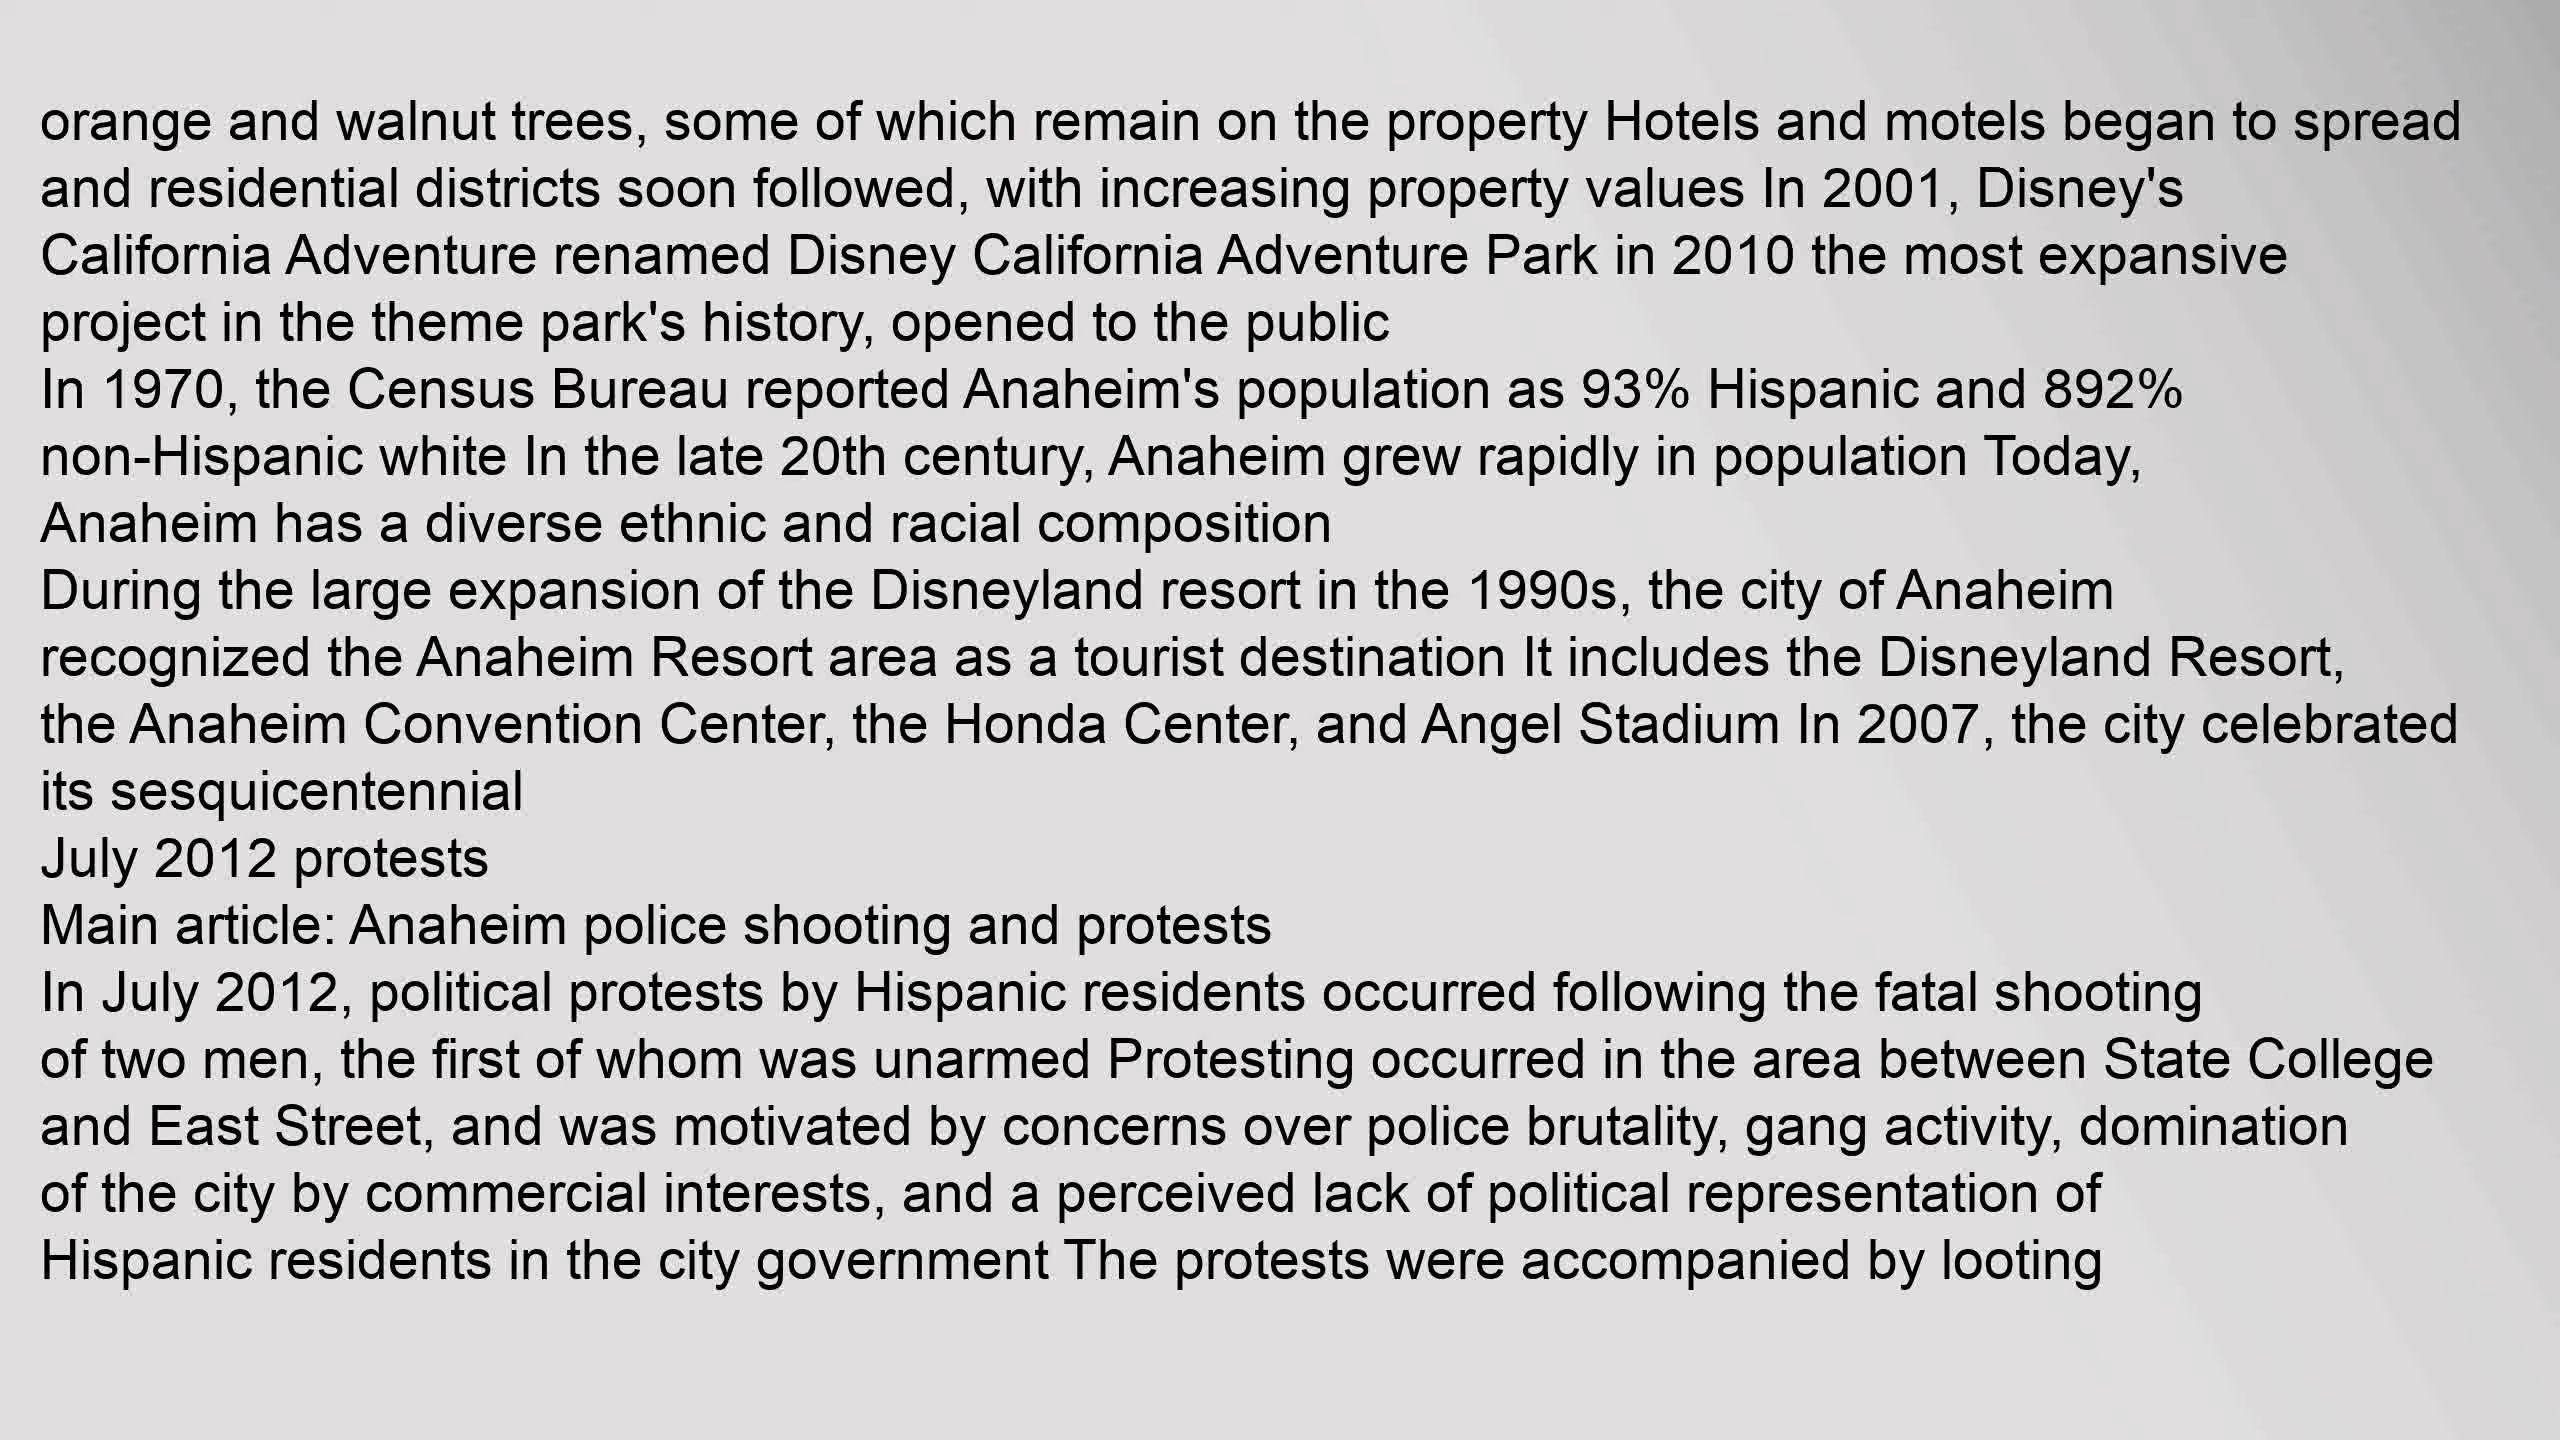 orange and walnut trees, some of which remain on the property Hotels and motels began to spread
and residential districts soon followed, with increasing property values In 2001, Disney's
California Adventure renamed Disney California Adventure Park in 2010 the most expansive
project in the theme park's history, opened to the public
In 1970, the Census Bureau reported Anaheim's population as 93% Hispanic and 892%
non-Hispanic white In the late 20th century, Anaheim grew rapidly in population Today,
Anaheim has a diverse ethnic and racial composition
During the large expansion of the Disneyland resort in the 1990s, the city of Anaheim
recognized the Anaheim Resort area as a tourist destination It includes the Disneyland Resort,
the Anaheim Convention Center, the Honda Center, and Angel Stadium In 2007, the city celebrated
its sesquicentennial
July 2012 protests
Main article: Anaheim police shooting and protests
In July 2012, political protests by Hispanic residents occurred following the fatal shooting
of two men, the first of whom was unarmed Protesting occurred in the area between State College
and East Street, and was motivated by concerns over police brutality, gang activity, domination
of the city by commercial interests, and a perceived lack of political representation of
Hispanic residents in the city government The protests were accompanied by looting